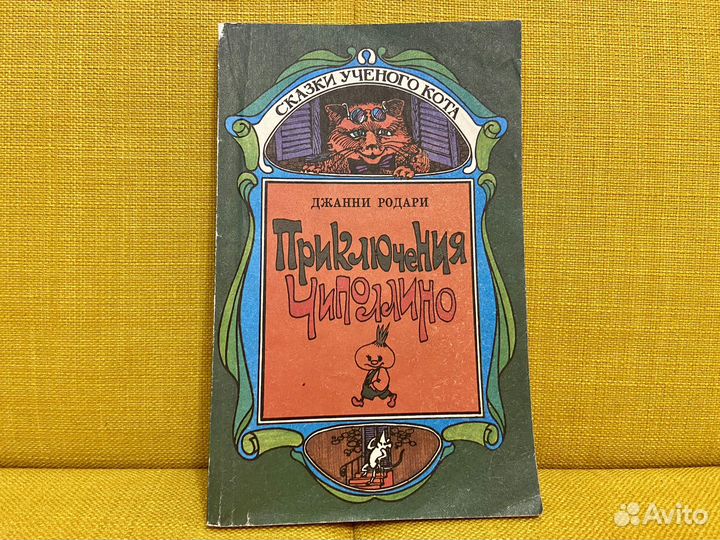 СКАЗКИ УЧЕНОГО КОТА
ДЖАННИ РОДАРИ
ПРИКЛЮЧЕНИЯ
ЧИПОЛЛИНО
Avito